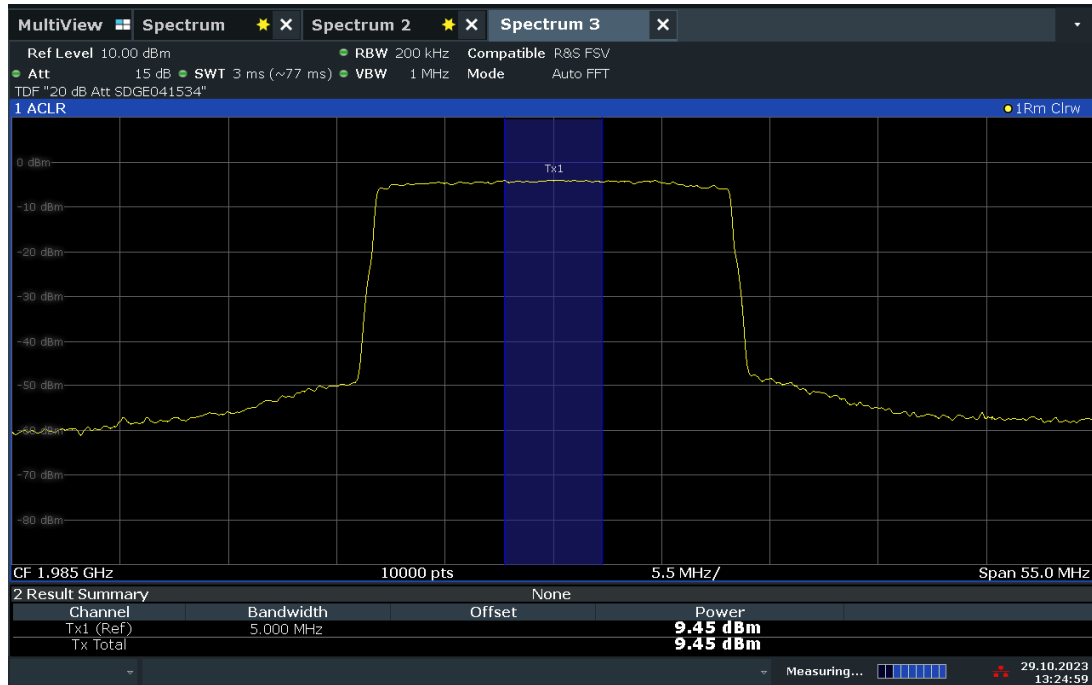 MultiView Spectrum Spectrum 2 Spectrum 3
Ref Level 10.00 dBm RBW 200 kHz Compatible R&S FSV
Att 15 dB SWT 3 ms (~77 ms) VBW 1 MHz Mode Auto FFT
TDF "20 dB Att SDGE041534"
1 ACLR 1Rm Clrw
0 dBm
Tx1
-10 dBm
-20 dBm
-30 dBm
-40 dBm
-50 dBm
-60 dBm
-70 dBm
-80 dBm
CF 1.985 GHz 10000 pts 5.5 MHz/ Span 55.0 MHz
2 Result Summary None
Channel Bandwidth Offset Power
Tx1 (Ref) 5.000 MHz 9.45 dBm
Tx Total 9.45 dBm
Measuring... 29.10.2023
13:24:59